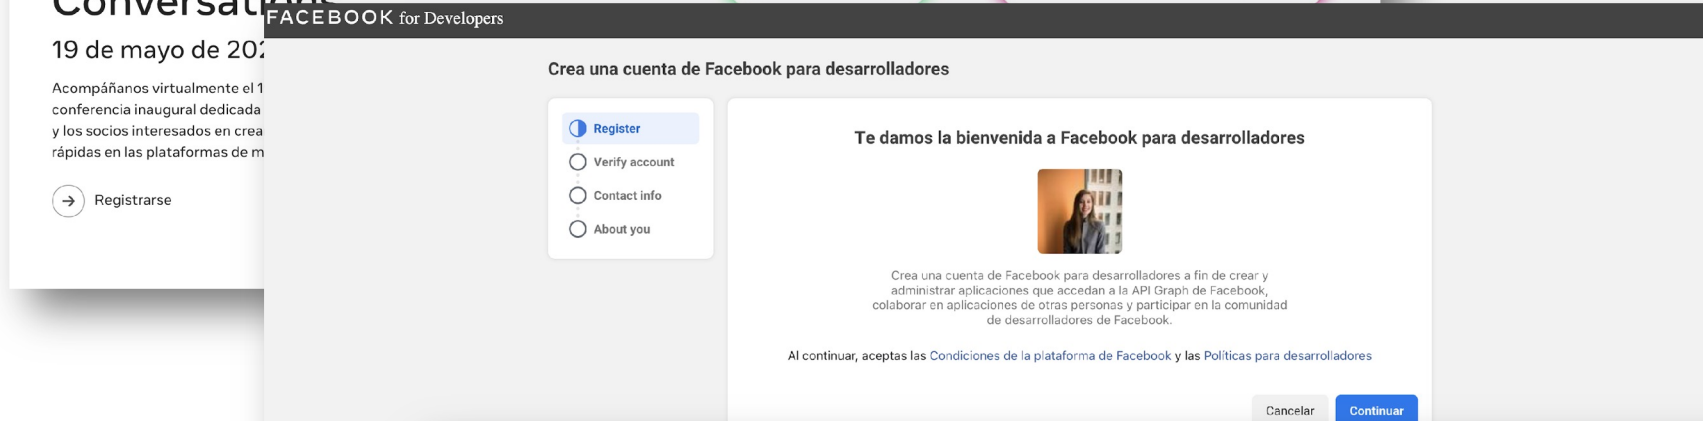 Conversations
19 de mayo de 202
Acompáñanos virtualmente el 1
conferencia inaugural dedicada
y los socios interesados en crea
rápidas en las plataformas de m
Registrarse
FACEBOOK for Developers
Crea una cuenta de Facebook para desarrolladores
Register
Verify account
Contact info
About you
Te damos la bienvenida a Facebook para desarrolladores
Crea una cuenta de Facebook para desarrolladores a fin de crear y
administrar aplicaciones que accedan a la API Graph de Facebook,
colaborar en aplicaciones de otras personas y participar en la comunidad
de desarrolladores de Facebook.
Al continuar, aceptas las Condiciones de la plataforma de Facebook y las Políticas para desarrolladores
Cancelar
Continuar